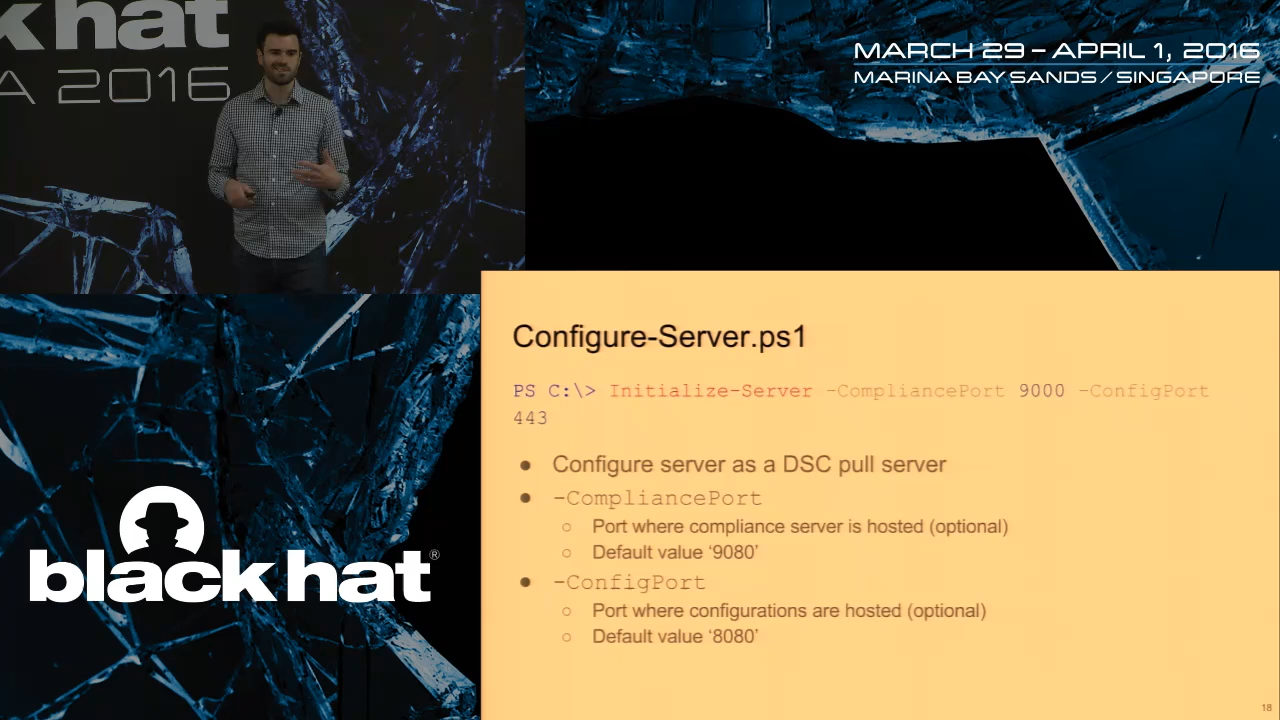 k hat
A 2016
MARCH 29 – APRIL 1, 2016
MARINA BAY SANDS / SINGAPORE
Configure-Server.ps1
PS C:\> Initialize-Server -CompliancePort 9000 -ConfigPort
443
● Configure server as a DSC pull server
● -CompliancePort
○ Port where compliance server is hosted (optional)
○ Default value ‘9080’
● -ConfigPort
○ Port where configurations are hosted (optional)
○ Default value ‘8080’
black hat®
18